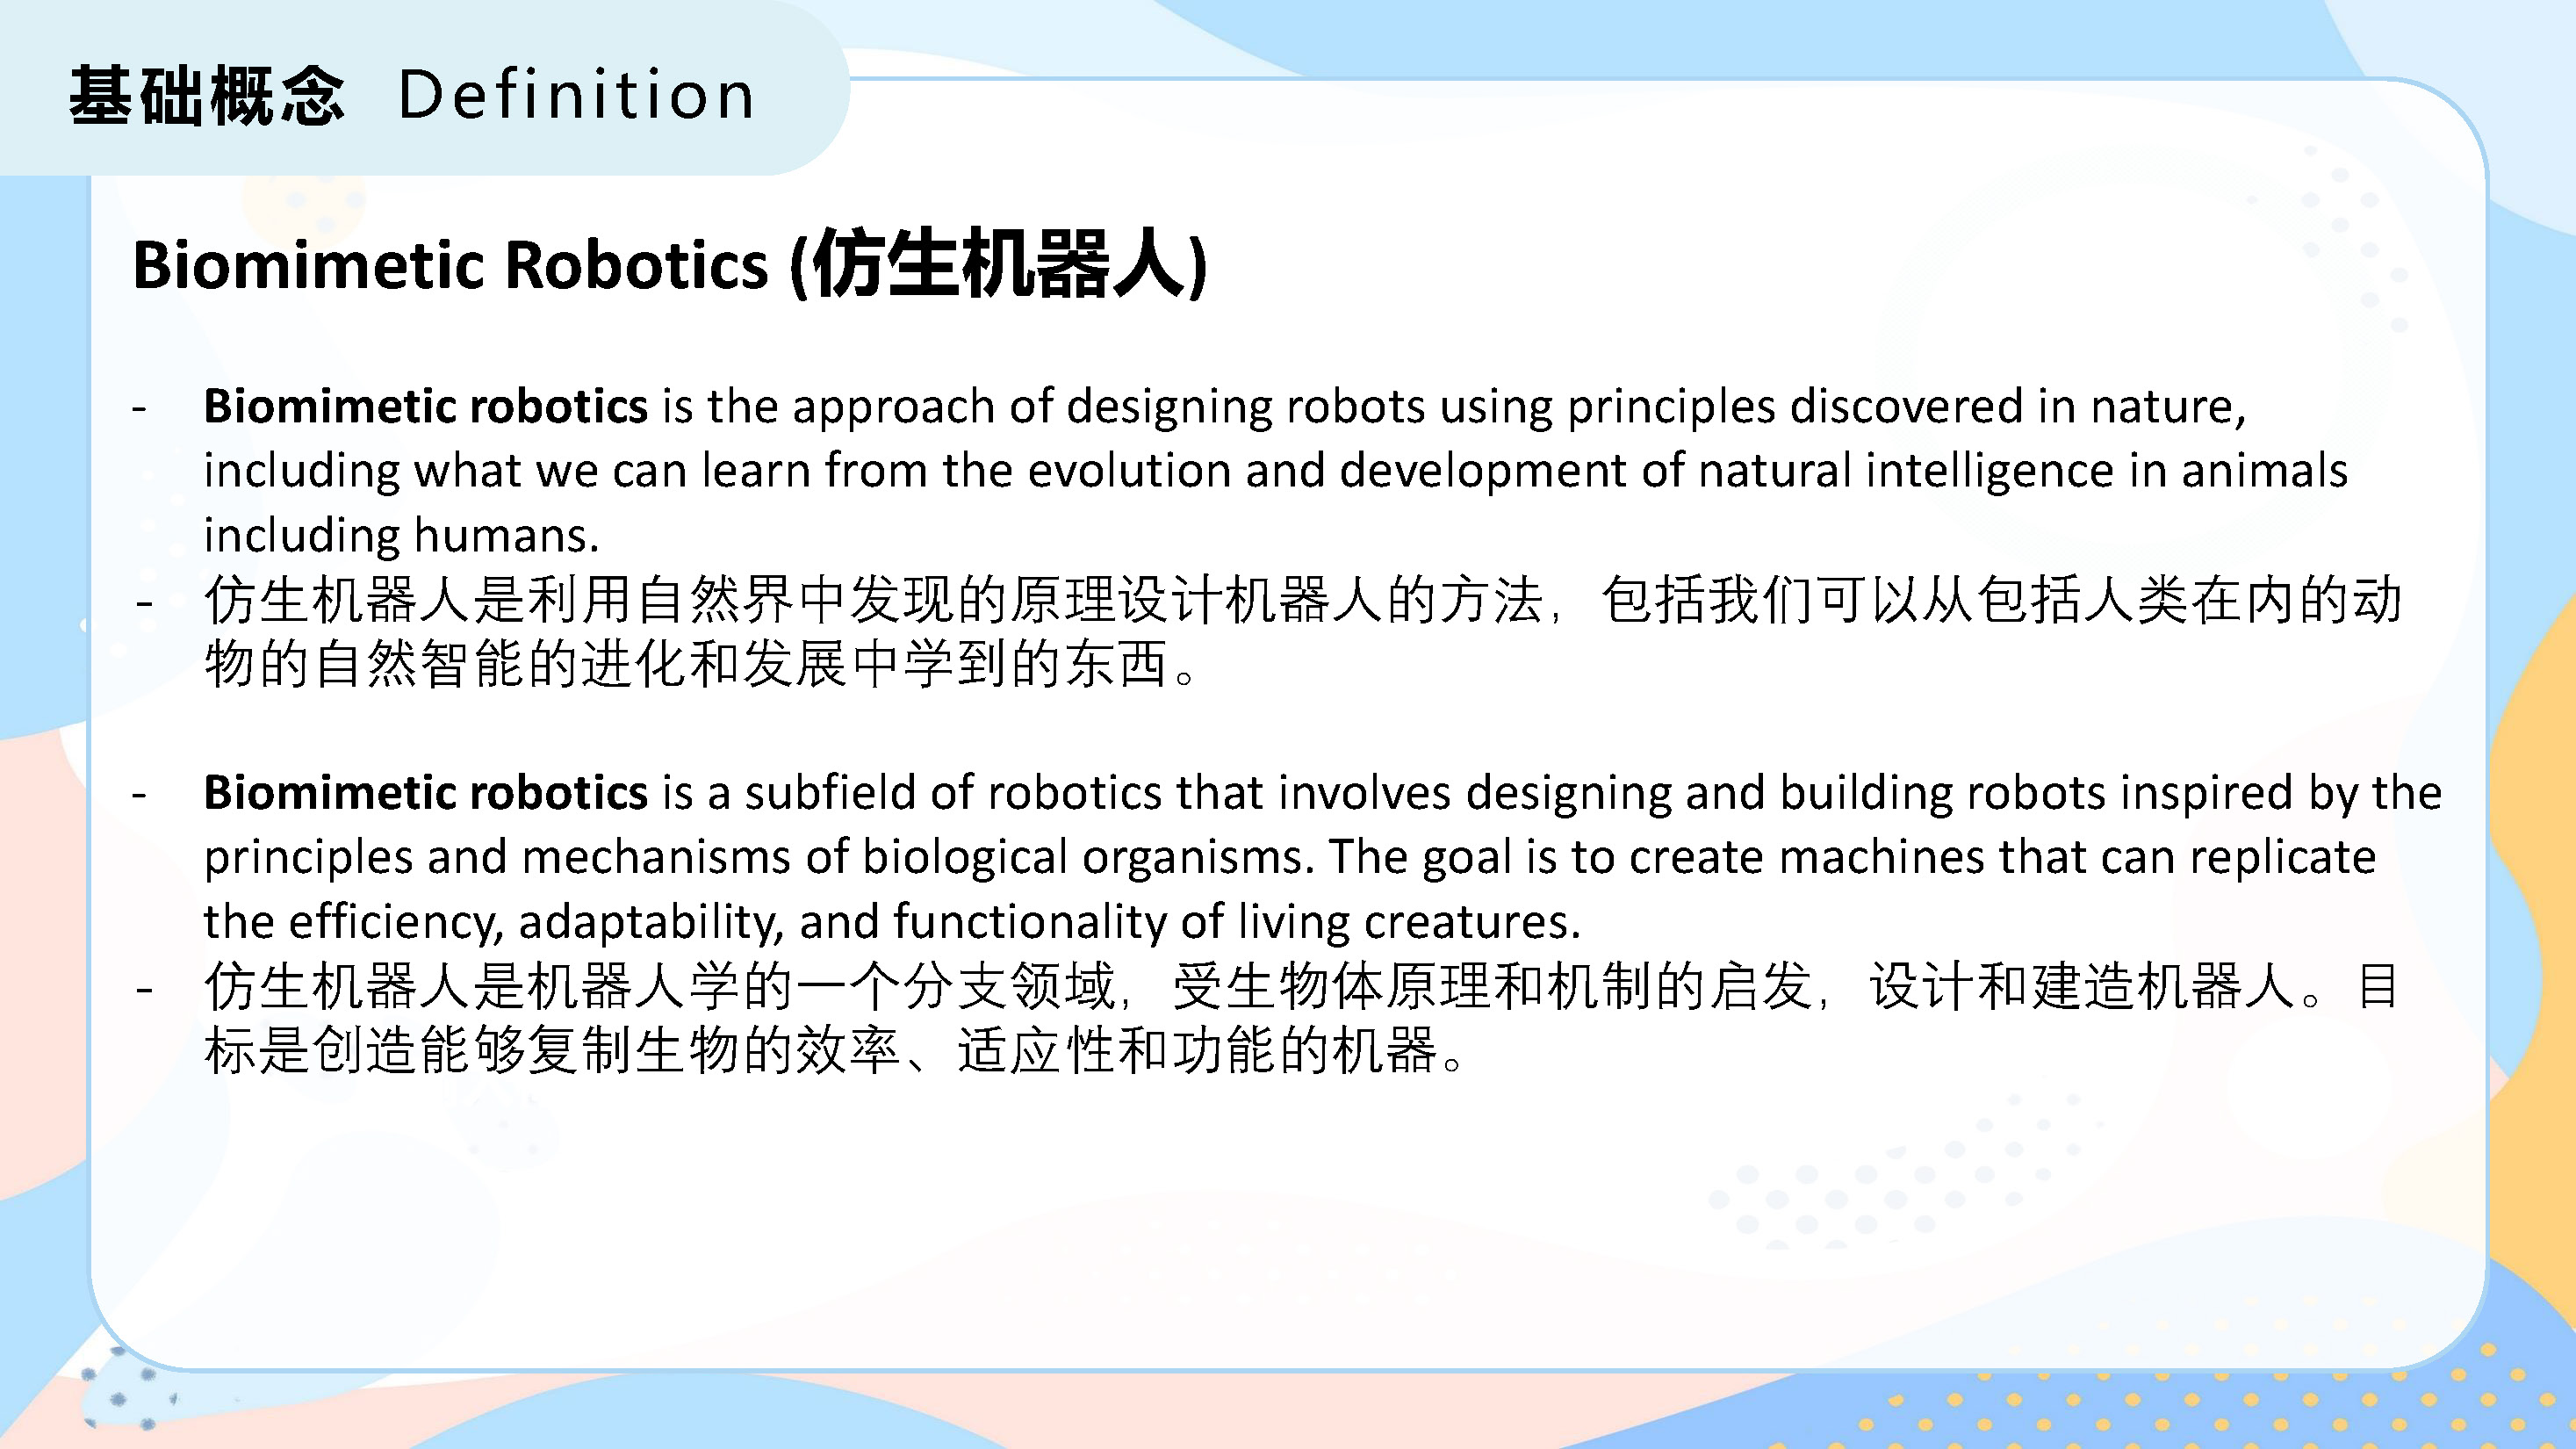 基础概念 Definition
Biomimetic Robotics (仿生机器人)
- Biomimetic robotics is the approach of designing robots using principles discovered in nature,
including what we can learn from the evolution and development of natural intelligence in animals
including humans.
- 仿生机器人是利用自然界中发现的原理设计机器人的方法，包括我们可以从包括人类在内的动
物的自然智能的进化和发展中学到的东西。
- Biomimetic robotics is a subfield of robotics that involves designing and building robots inspired by the
principles and mechanisms of biological organisms. The goal is to create machines that can replicate
the efficiency, adaptability, and functionality of living creatures.
- 仿生机器人是机器人学的一个分支领域，受生物体原理和机制的启发，设计和建造机器人。目
标是创造能够复制生物的效率、适应性和功能的机器。